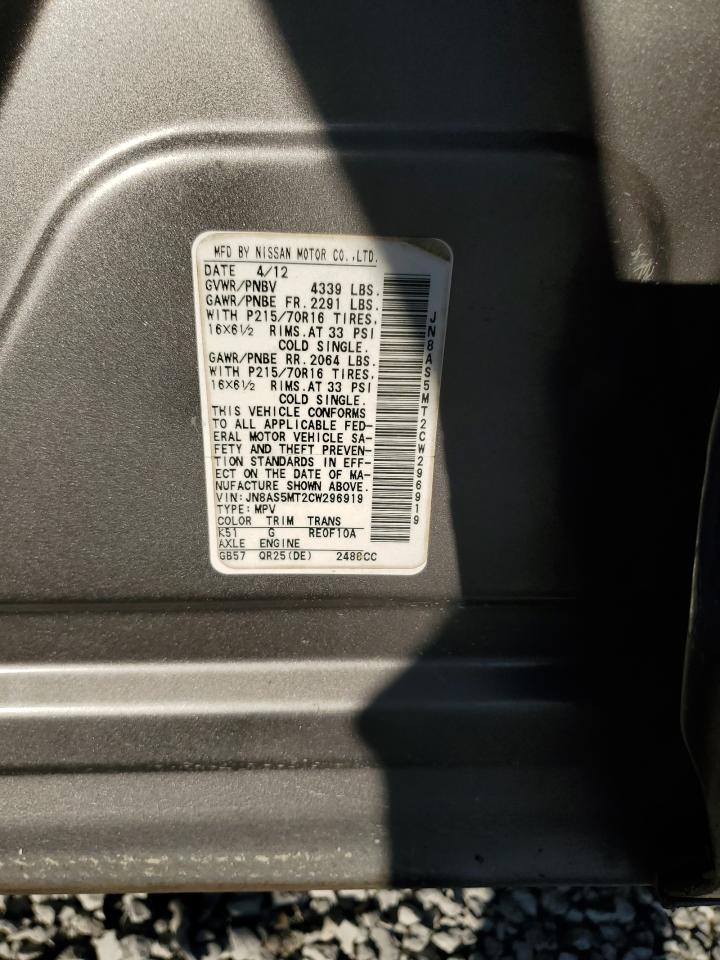 MFD BY NISSAN MOTOR CO.,LTD.
DATE 4/12
GVWR/PNBV 4339 LBS.
GAWR/PNBE FR. 2291 LBS.
WITH P215/70R16 TIRES,
16X6½ RIMS.AT 33 PSI
COLD SINGLE.
GAWR/PNBE RR. 2064 LBS.
WITH P215/70R16 TIRES,
16X6½ RIMS.AT 33 PSI
COLD SINGLE.
THIS VEHICLE CONFORMS
TO ALL APPLICABLE FED-
ERAL MOTOR VEHICLE SA-
FETY AND THEFT PREVEN-
TION STANDARDS IN EFF-
ECT ON THE DATE OF MA-
NUFACTURE SHOWN ABOVE.
VIN:JN8AS5MT2CW296919
TYPE:MPV
COLOR TRIM TRANS
K51 G RE0F10A
AXLE ENGINE
GB57 QR25(DE) 2488CC
JN8AS5MT2CW296919